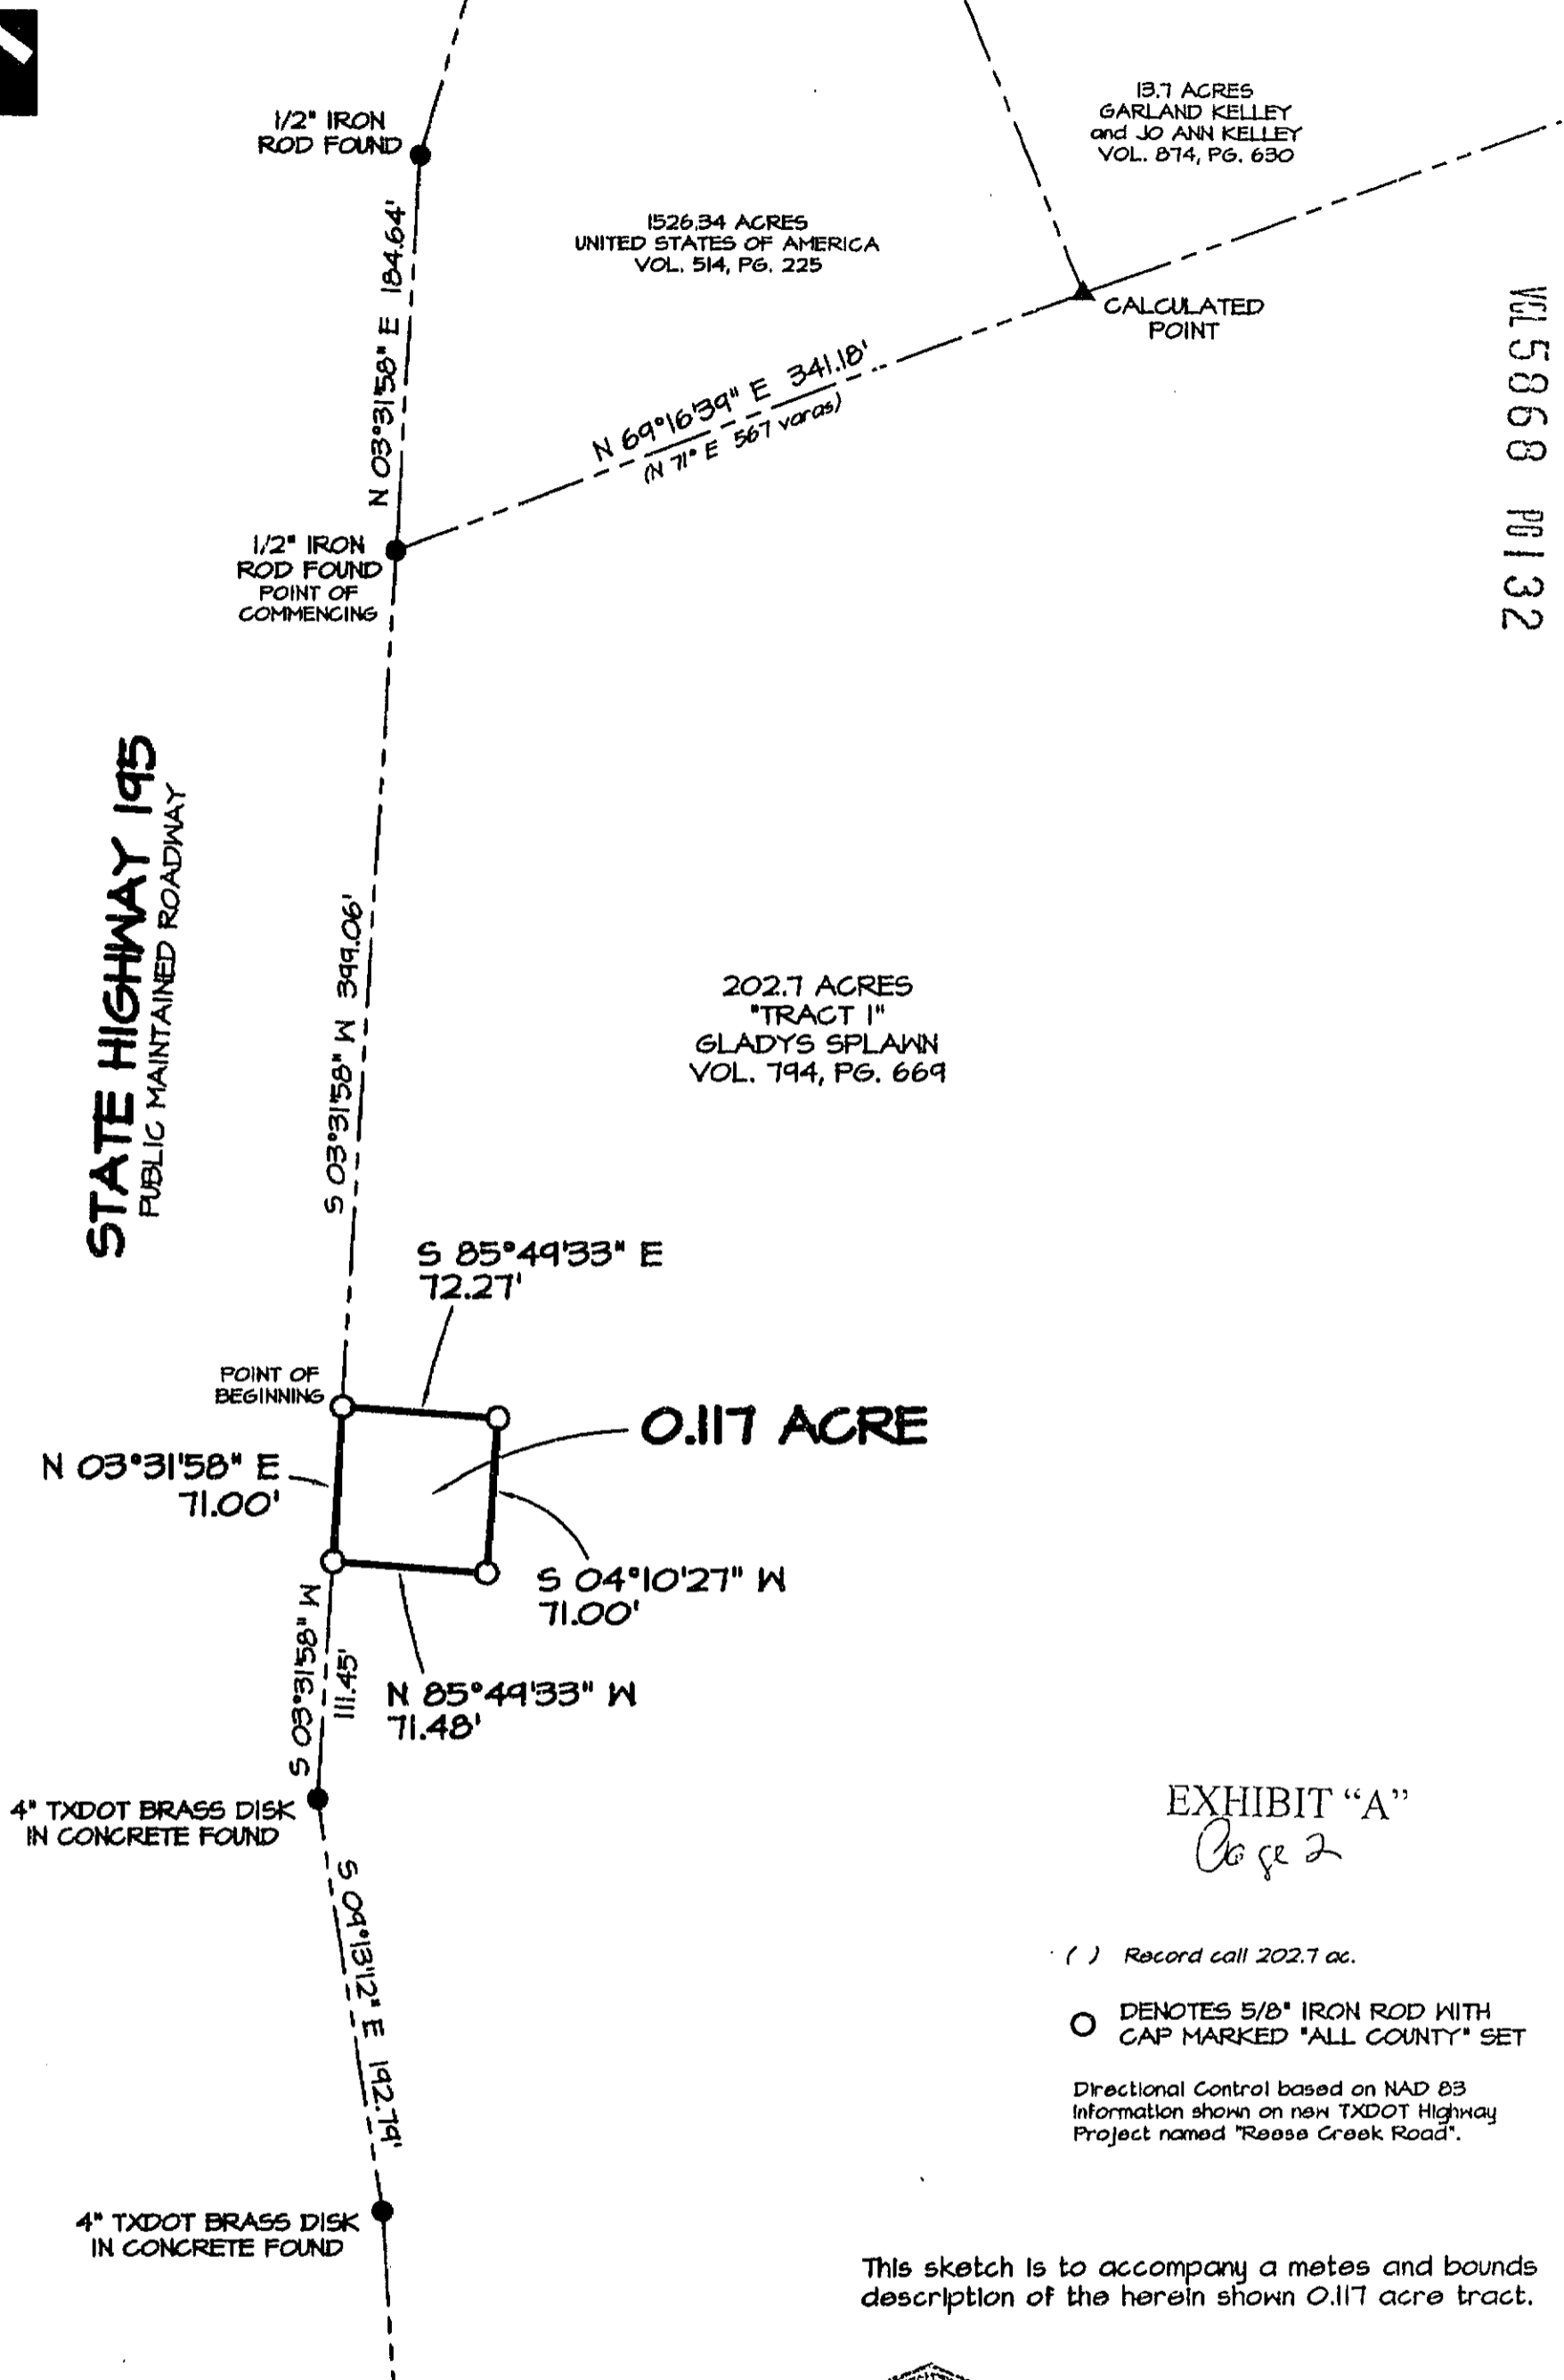 1/2" IRON
ROD FOUND
13.7 ACRES
GARLAND KELLEY
and JO ANN KELLEY
VOL. 874, PG. 630
1526.34 ACRES
UNITED STATES OF AMERICA
VOL. 514, PG. 225
N 03°31'58" E 184.64'
CALCULATED
POINT
VOL 5868 PG 132
N 69°16'39" E 341.18'
(N 71° E 567 varas)
1/2" IRON
ROD FOUND
POINT OF
COMMENCING
STATE HIGHWAY 195
PUBLIC MAINTAINED ROADWAY
S 03°31'58" W 399.06'
202.7 ACRES
"TRACT 1"
GLADYS SPLAWN
VOL. 794, PG. 669
S 85°49'33" E
72.27'
POINT OF
BEGINNING
0.117 ACRE
N 03°31'58" E
71.00'
S 04°10'27" W
71.00'
S 03°31'58" W
111.45'
N 85°49'33" W
71.48'
4" TXDOT BRASS DISK
IN CONCRETE FOUND
EXHIBIT “A”
Page 2
S 09°13'12" E 192.79'
( ) Record call 202.7 ac.
O DENOTES 5/8" IRON ROD WITH
CAP MARKED "ALL COUNTY" SET
Directional Control based on NAD 83
Information shown on new TXDOT Highway
Project named "Reese Creek Road".
4" TXDOT BRASS DISK
IN CONCRETE FOUND
This sketch is to accompany a metes and bounds
description of the herein shown 0.117 acre tract.